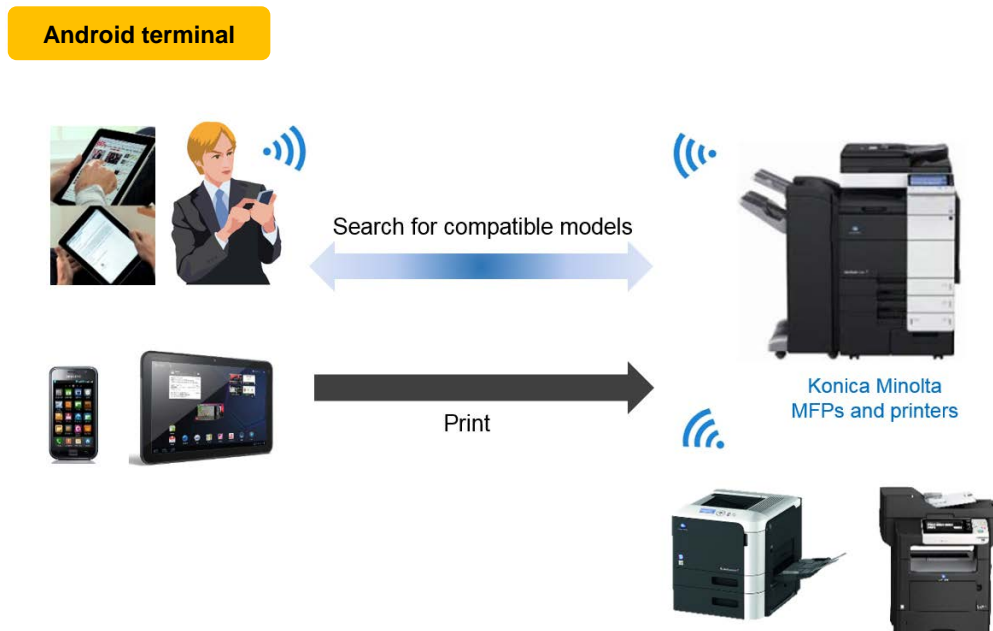 Android terminal
Search for compatible models
Print
Konica Minolta
MFPs and printers